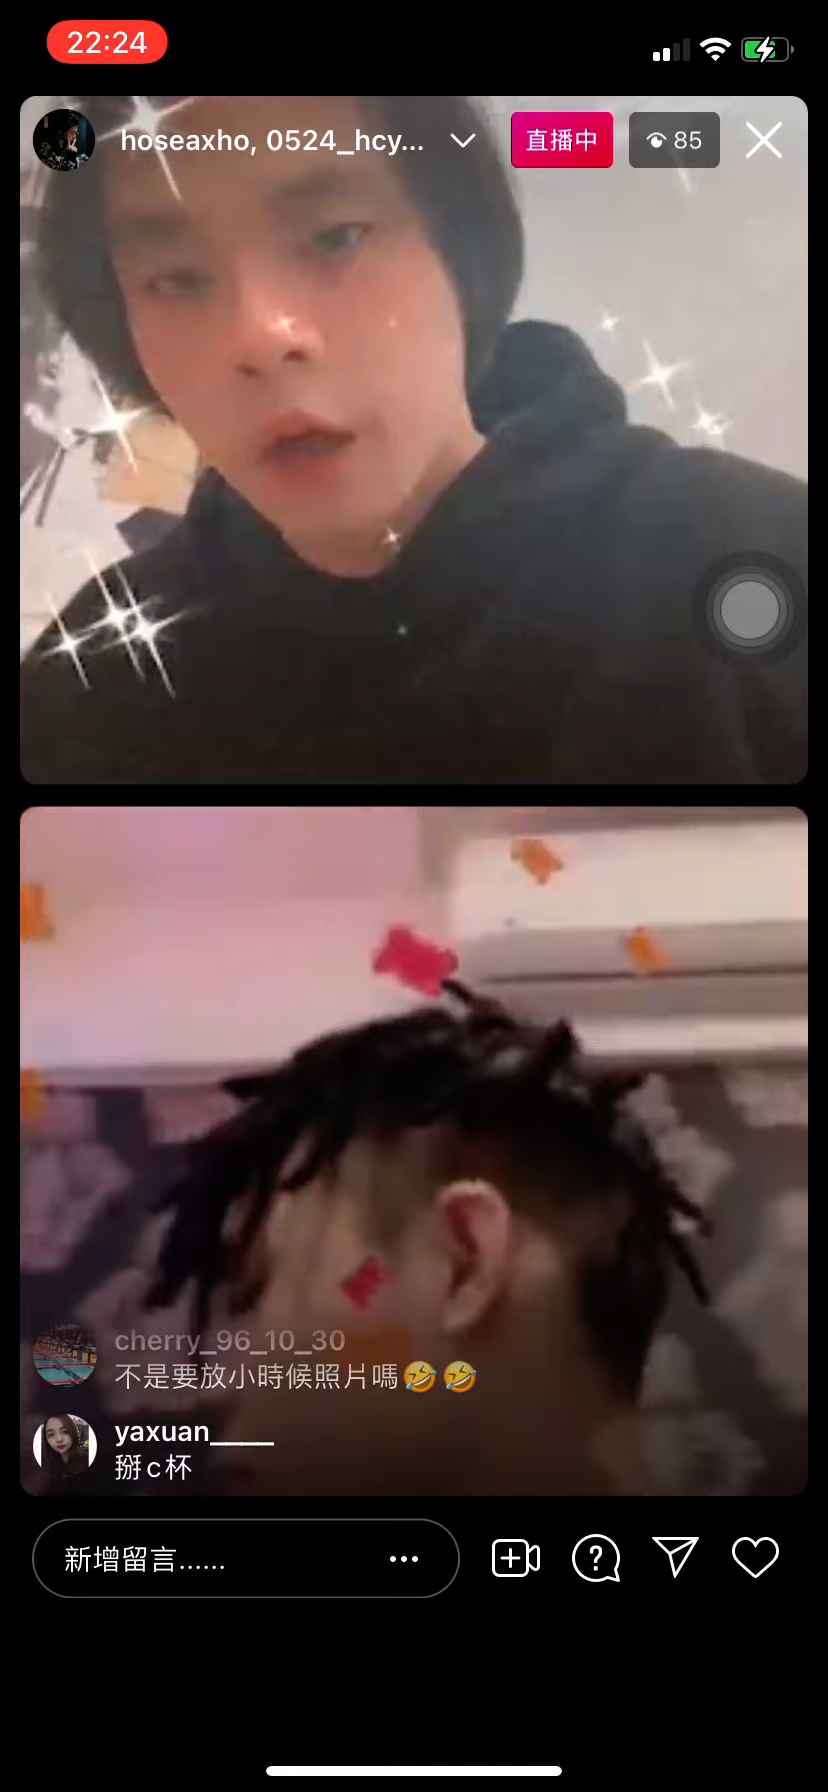 22:24
hoseaxho, 0524_hcy...
直播中
85
cherry_96_10_30
不是要放小時候照片嗎🤣🤣
yaxuan____
掰c杯
新增留言......